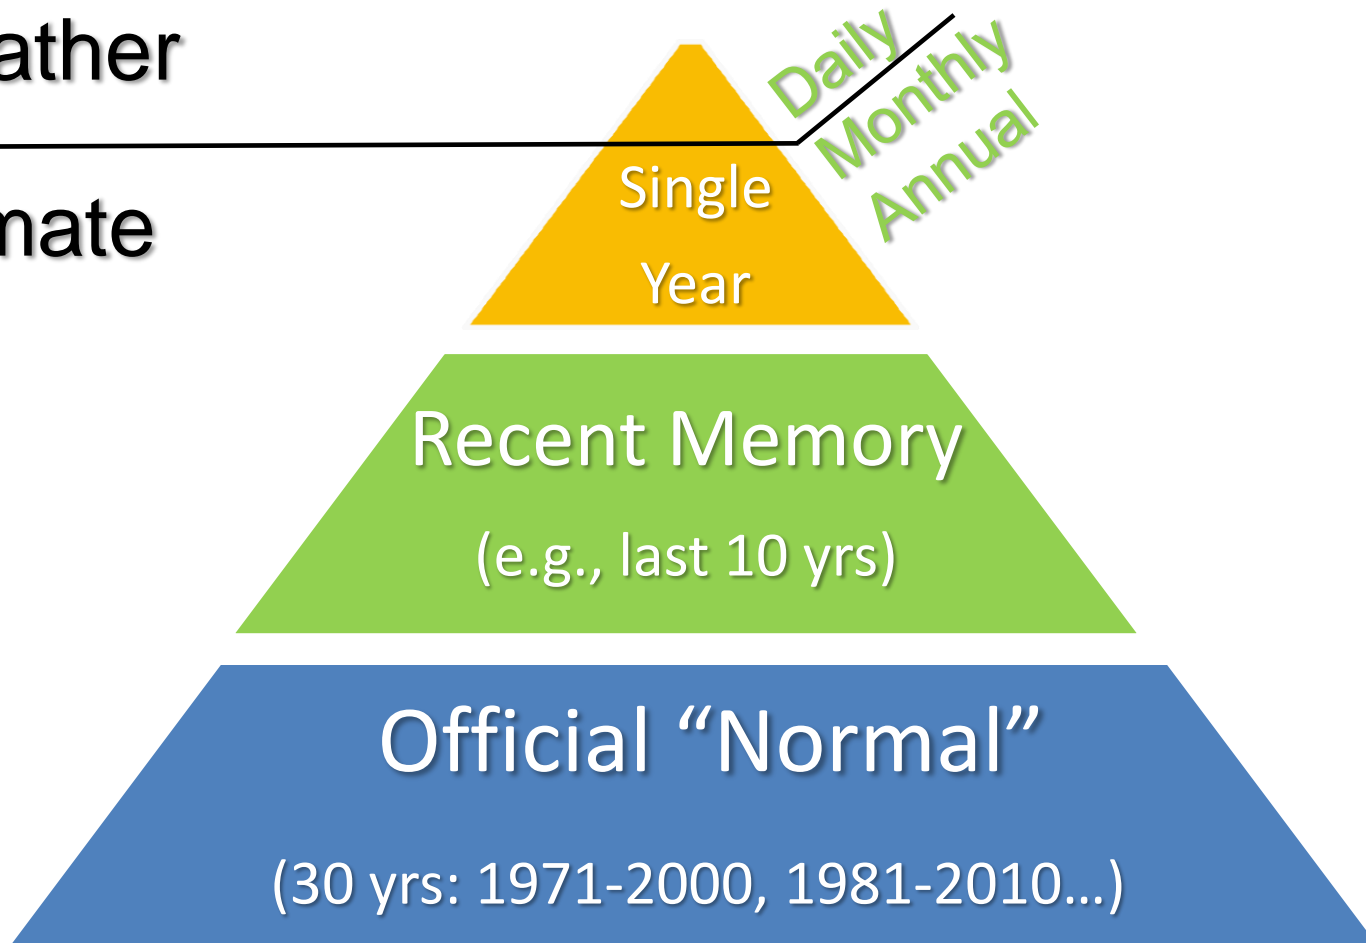 ather
mate
Daily
Monthly
Annual
Single
Year
Recent Memory
(e.g., last 10 yrs)
Official “Normal”
(30 yrs: 1971-2000, 1981-2010…)